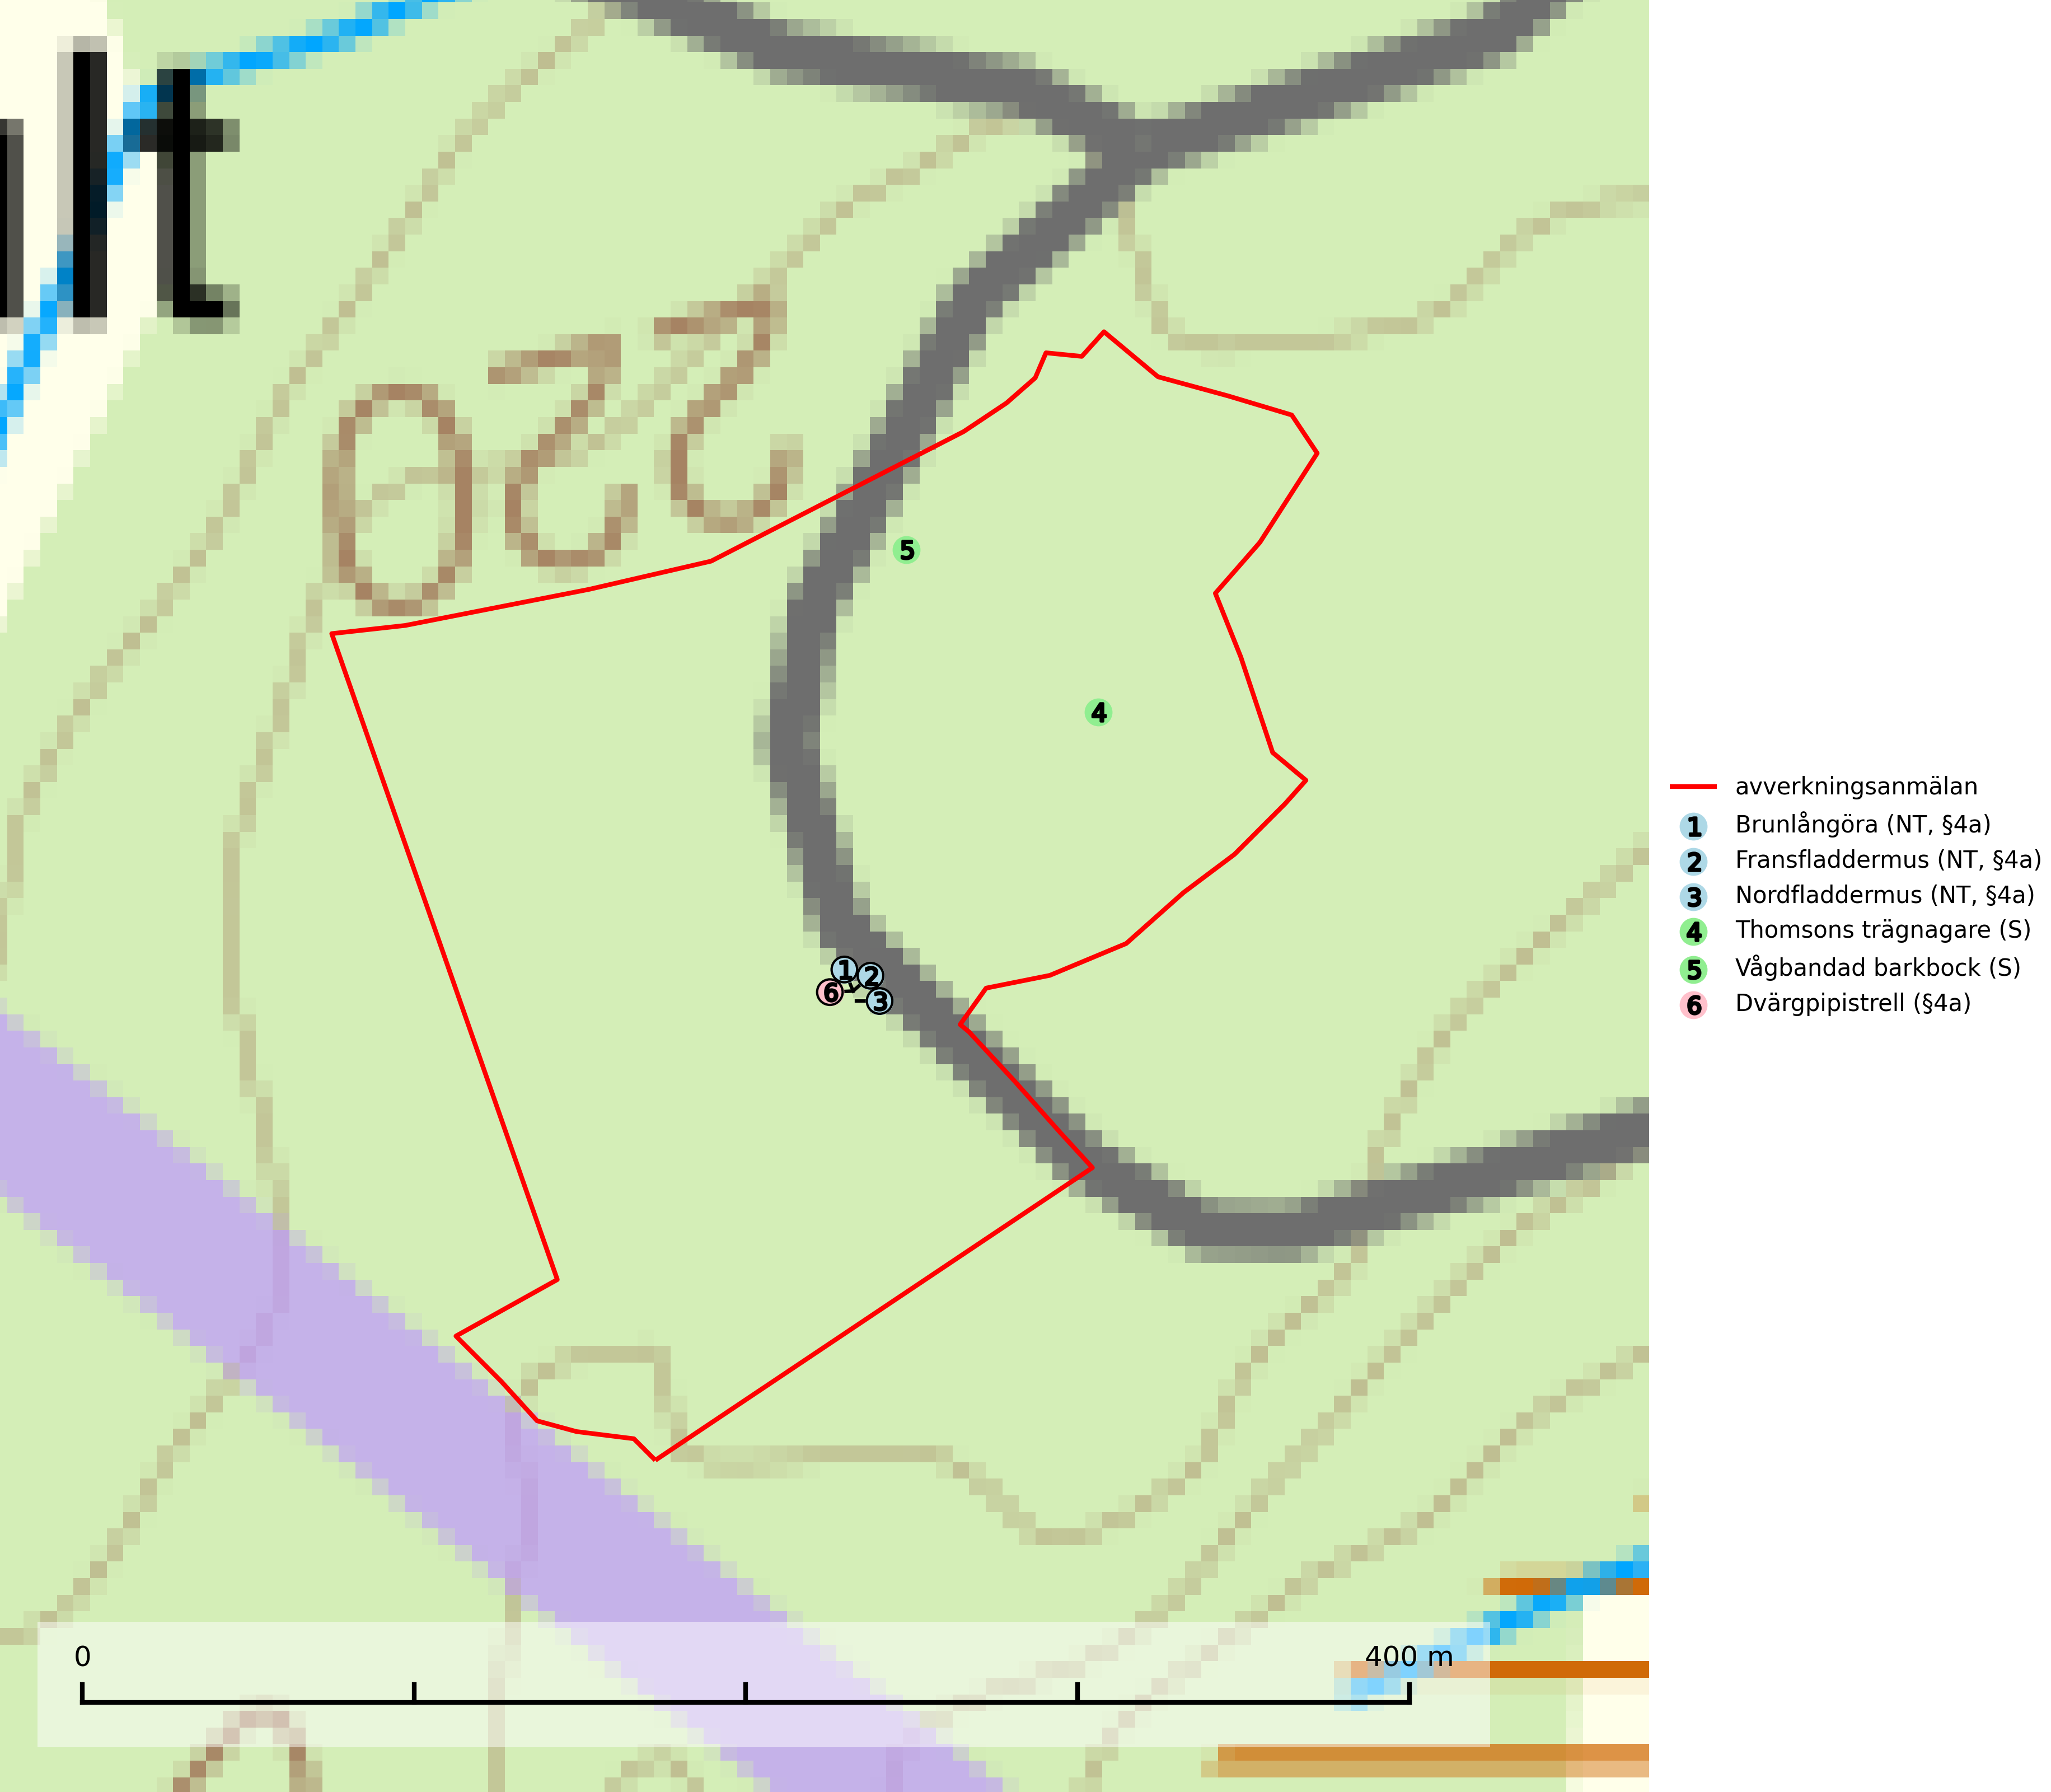 lt
220
5
4
1
2
6
3
avverkningsanmälan
1 Brunlångöra (NT, §4a)
2 Fransfladdermus (NT, §4a)
3 Nordfladdermus (NT, §4a)
4 Thomsons trägnagare (S)
5 Vågbandad barkbock (S)
6 Dvärgpipistrell (§4a)
0 400 m